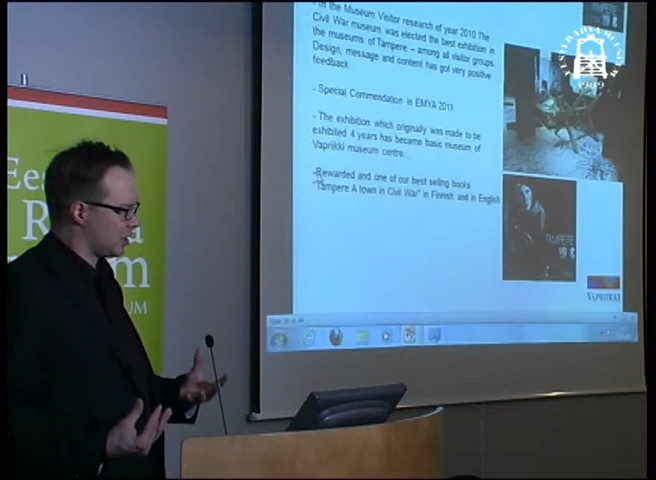 - In the Museum Visitor research of year 2010 The
Civil War museum was elected the best exhibition in
the museums of Tampere – among all visitor groups.
Design, message and content has got very positive
feedback
- Special Commendation in EMYA 2011
- The exhibition which originally was made to be
exhibited 4 years has became basic museum of
Vapriikki museum centre...
-Rewarded and one of our best selling books
"Tampere A town in Civil War" in Finnish and in English
TAMPERE
VAPRIIKKI
EESTI RAHVA MUUSEUM
1909
Ees
R
a
m
UM